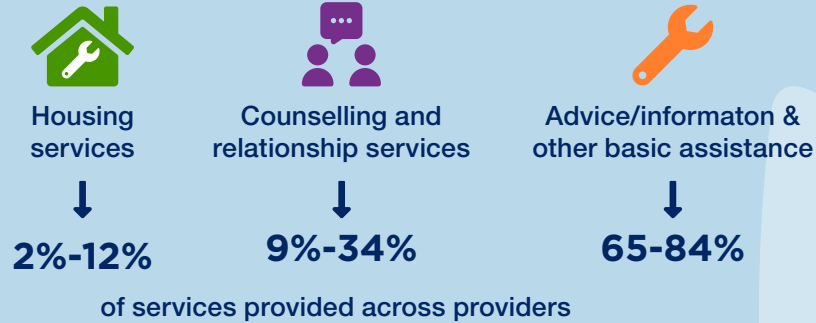 Housing
services
Counselling and
relationship services
Advice/informaton &
other basic assistance
2%-12%
9%-34%
65-84%
of services provided across providers